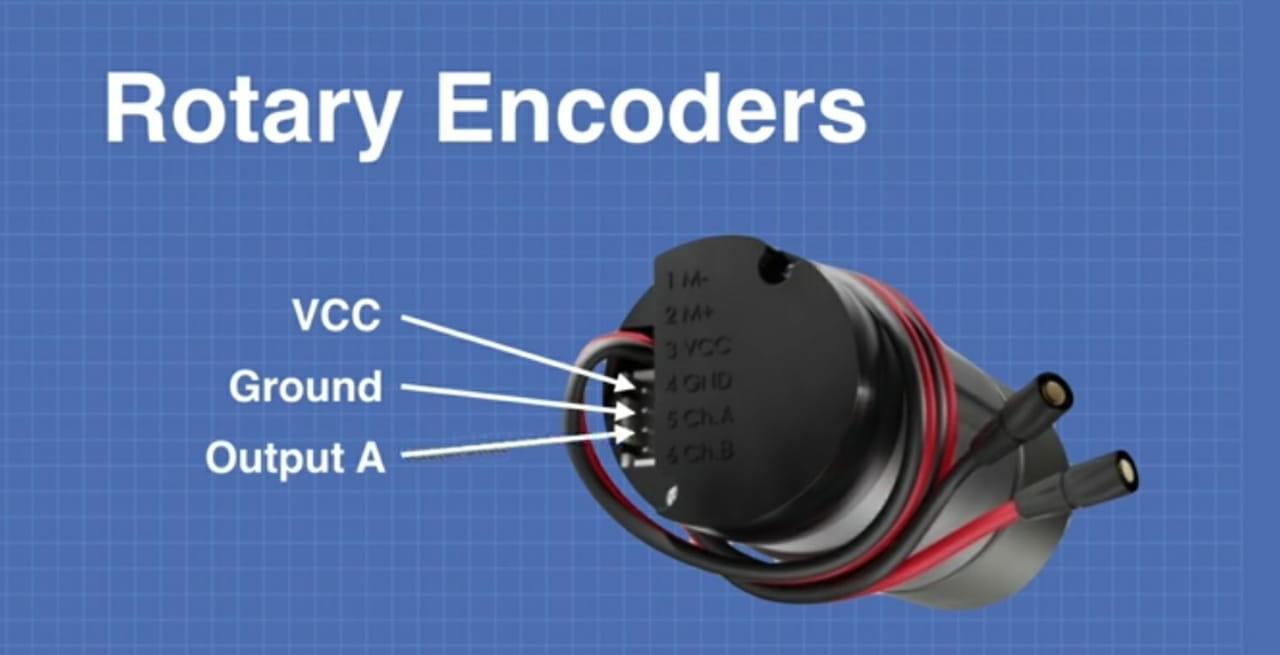 Rotary Encoders
VCC
Ground
Output A
1 M-
2 M+
3 VCC
4 GND
5 Ch.A
6 Ch.B